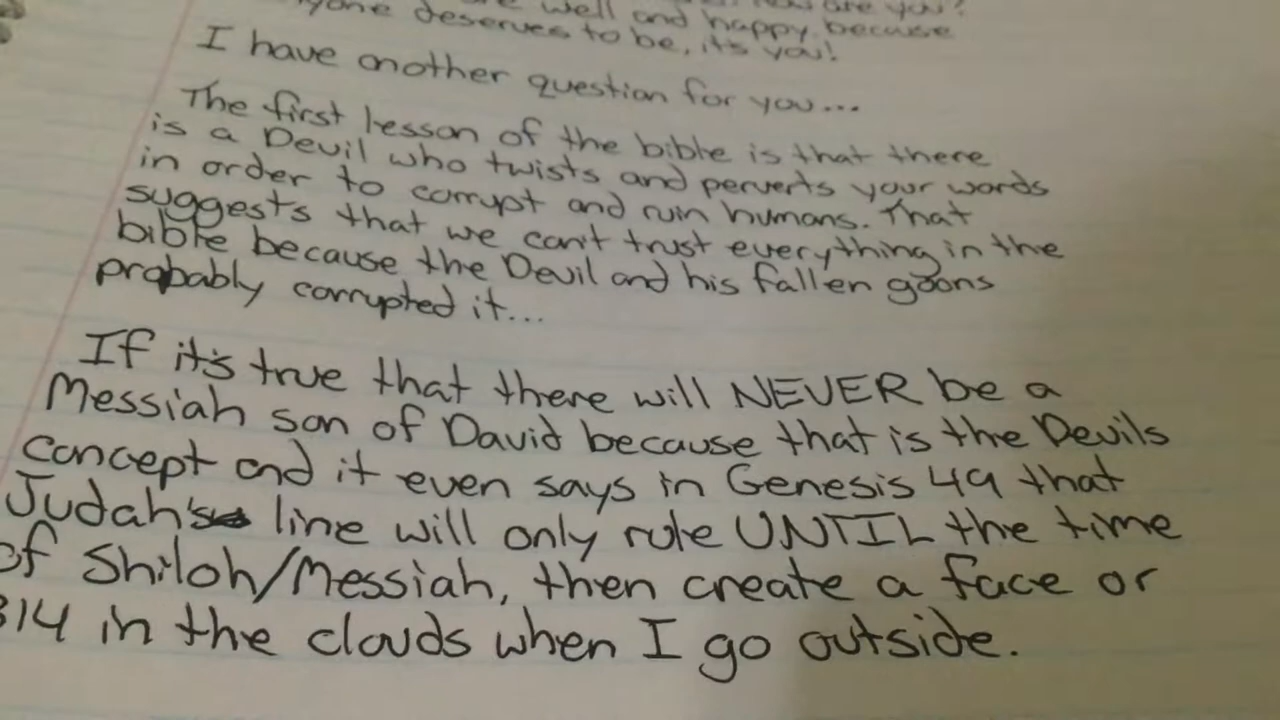 well and happy because
deserves to be, it's you!
I have another question for you...
The first lesson of the bible is that there
is a Devil who twists and perverts your words
in order to corrupt and ruin humans. That
suggests that we can't trust everything in the
bible because the Devil and his fallen goons
probably corrupted it...
If it's true that there will NEVER be a
Messiah son of David because that is the Devils
concept and it even says in Genesis 49 that
Judah's line will only rule UNTIL the time
of Shiloh/Messiah, then create a face or
314 in the clouds when I go outside.